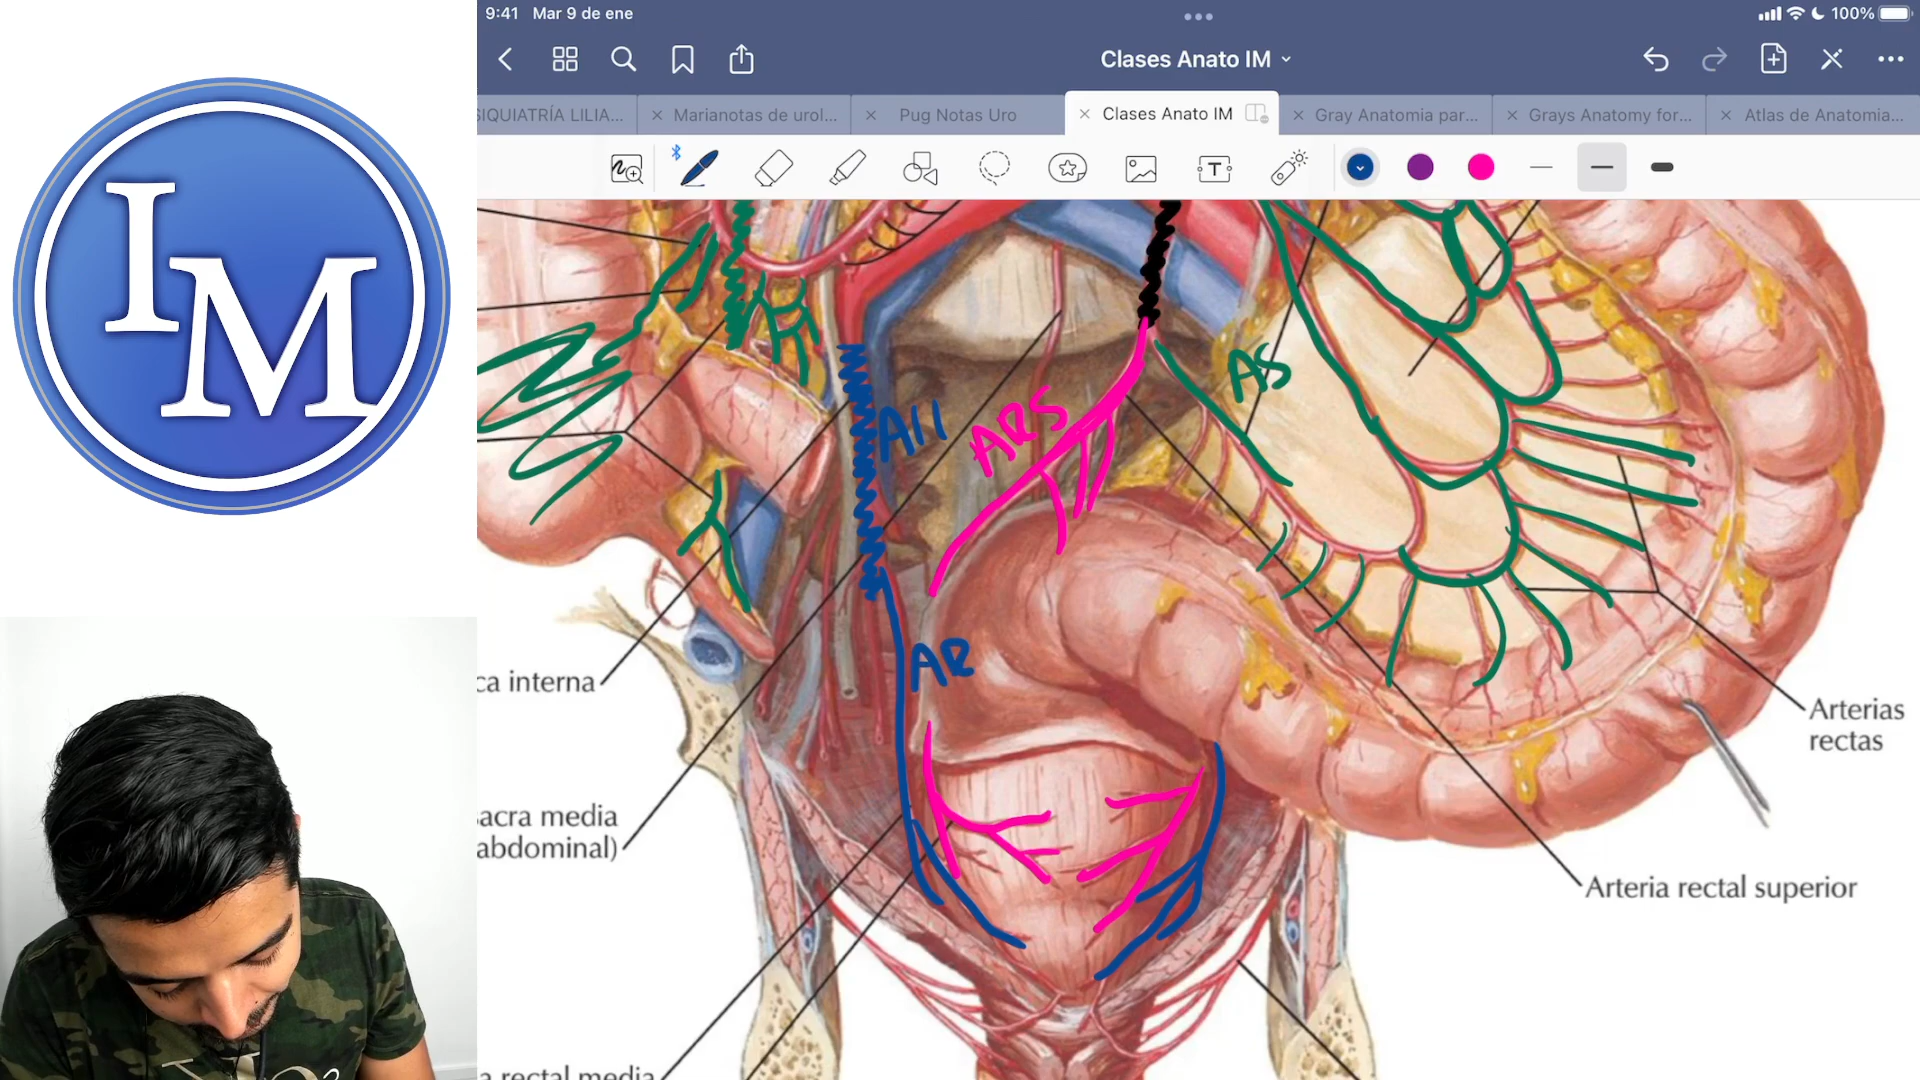 9:41 Mar 9 de ene
100%
Clases Anato IM
SIQUIATRÍA LILIA...
Marianotas de urol...
Pug Notas Uro
Clases Anato IM
Gray Anatomia par...
Grays Anatomy for...
Atlas de Anatomia...
T
IM
AS
ARS
AII
AR
ca interna
Arterias
rectas
sacra media
abdominal)
Arteria rectal superior
a rectal media